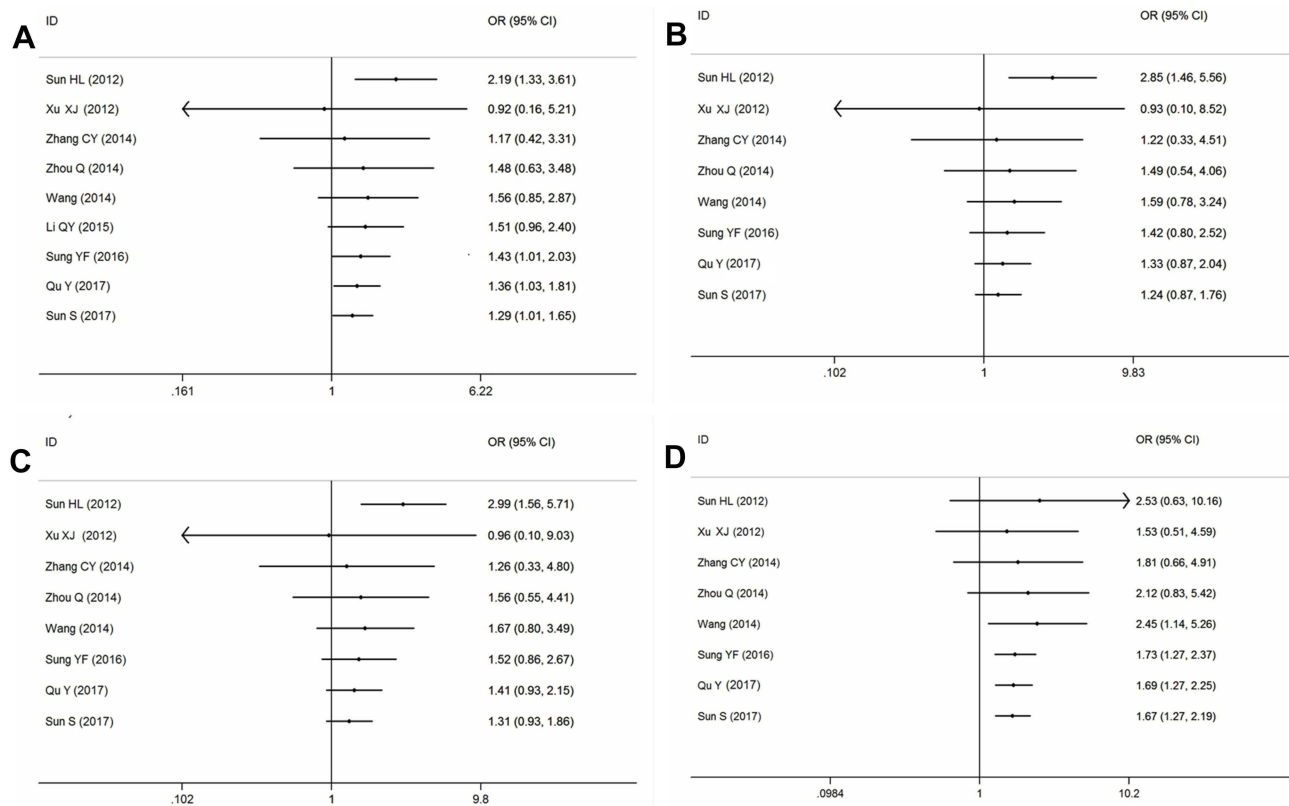 A
ID OR (95% CI)
Sun HL (2012) 2.19 (1.33, 3.61)
Xu XJ (2012) 0.92 (0.16, 5.21)
Zhang CY (2014) 1.17 (0.42, 3.31)
Zhou Q (2014) 1.48 (0.63, 3.48)
Wang (2014) 1.56 (0.85, 2.87)
Li QY (2015) 1.51 (0.96, 2.40)
Sung YF (2016) 1.43 (1.01, 2.03)
Qu Y (2017) 1.36 (1.03, 1.81)
Sun S (2017) 1.29 (1.01, 1.65)
.161 1 6.22
B
ID OR (95% CI)
Sun HL (2012) 2.85 (1.46, 5.56)
Xu XJ (2012) 0.93 (0.10, 8.52)
Zhang CY (2014) 1.22 (0.33, 4.51)
Zhou Q (2014) 1.49 (0.54, 4.06)
Wang (2014) 1.59 (0.78, 3.24)
Sung YF (2016) 1.42 (0.80, 2.52)
Qu Y (2017) 1.33 (0.87, 2.04)
Sun S (2017) 1.24 (0.87, 1.76)
.102 1 9.83
C
ID OR (95% CI)
Sun HL (2012) 2.99 (1.56, 5.71)
Xu XJ (2012) 0.96 (0.10, 9.03)
Zhang CY (2014) 1.26 (0.33, 4.80)
Zhou Q (2014) 1.56 (0.55, 4.41)
Wang (2014) 1.67 (0.80, 3.49)
Sung YF (2016) 1.52 (0.86, 2.67)
Qu Y (2017) 1.41 (0.93, 2.15)
Sun S (2017) 1.31 (0.93, 1.86)
.102 1 9.8
D
ID OR (95% CI)
Sun HL (2012) 2.53 (0.63, 10.16)
Xu XJ (2012) 1.53 (0.51, 4.59)
Zhang CY (2014) 1.81 (0.66, 4.91)
Zhou Q (2014) 2.12 (0.83, 5.42)
Wang (2014) 2.45 (1.14, 5.26)
Sung YF (2016) 1.73 (1.27, 2.37)
Qu Y (2017) 1.69 (1.27, 2.25)
Sun S (2017) 1.67 (1.27, 2.19)
.0984 1 10.2